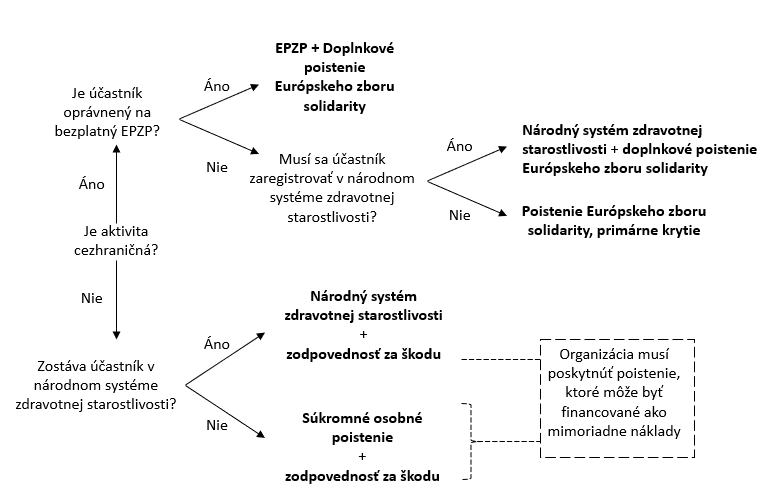 EPZP + Doplnkové
poistenie
Európskeho zboru
solidarity
Áno
Je účastník
oprávnený na
bezplatný EPZP?
Nie
Musí sa účastník
zaregistrovať v národnom
systéme zdravotnej
starostlivosti?
Áno
Národný systém zdravotnej
starostlivosti + doplnkové poistenie
Európskeho zboru solidarity
Nie
Poistenie Európskeho zboru
solidarity, primárne krytie
Áno
Je aktivita
cezhraničná?
Nie
Zostáva účastník v
národnom systéme
zdravotnej starostlivosti?
Áno
Národný systém
zdravotnej starostlivosti
+
zodpovednosť za škodu
Nie
Súkromné osobné
poistenie
+
zodpovednosť za škodu
Organizácia musí
poskytnúť poistenie,
ktoré môže byť
financované ako
mimoriadne náklady